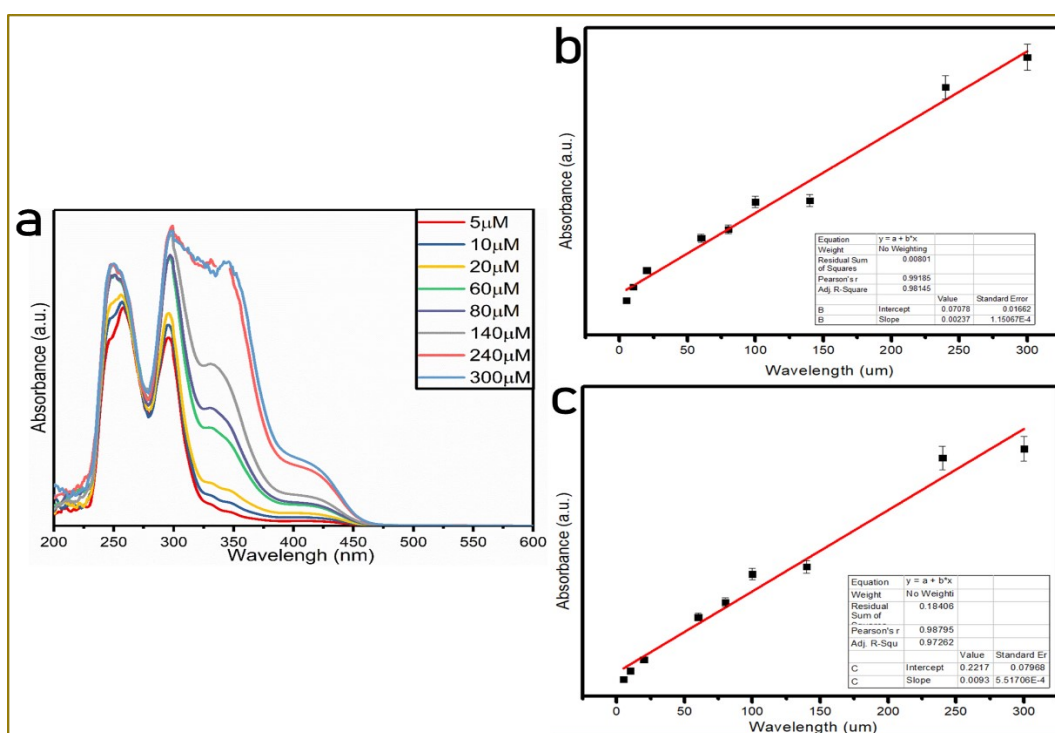 a
Absorbance (a.u.)
5μM
10μM
20μM
60μM
80μM
140μM
240μM
300μM
200 250 300 350 400 450 500 550 600
Wavelengh (nm)
b
Absorbance (a.u.)
Equation y = a + b*x
Weight No Weighting
Residual Sum of Squares 0.00801
Pearson's r 0.99185
Adj. R-Square 0.98145
Value Standard Error
B Intercept 0.07078 0.01662
B Slope 0.00237 1.15067E-4
0 50 100 150 200 250 300
Wavelength (um)
c
Absorbance (a.u.)
Equation y = a + b*x
Weight No Weighti
Residual
Sum of 0.18406
Pearson's r 0.98795
Adj. R-Squ 0.97262
Value Standard Er
C Intercept 0.2217 0.07968
C Slope 0.0093 5.51706E-4
0 50 100 150 200 250 300
Wavelength (um)